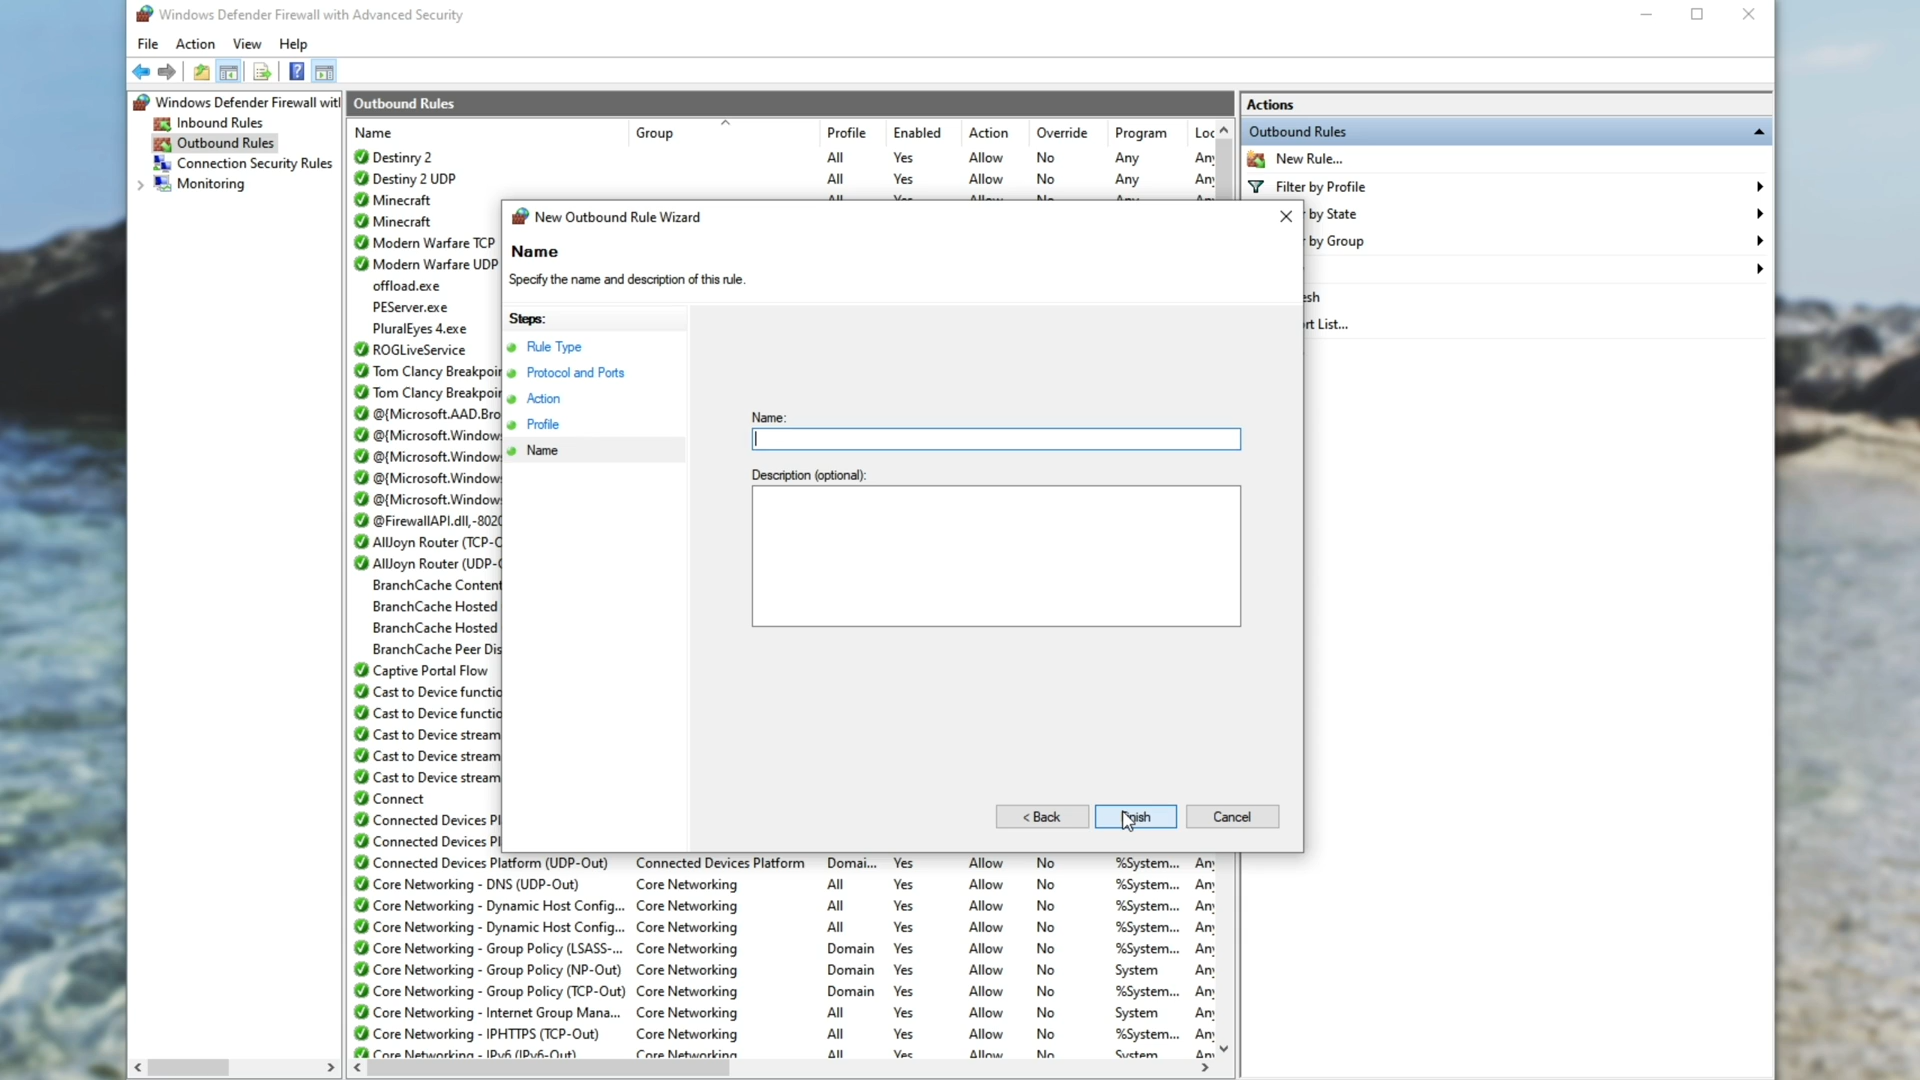 Windows Defender Firewall with Advanced Security
File Action View Help
Windows Defender Firewall witl
Inbound Rules
Outbound Rules
Connection Security Rules
Monitoring
Outbound Rules
Name Group Profile Enabled Action Override Program Loc
Destinry 2 All Yes Allow No Any Any
Destiny 2 UDP All Yes Allow No Any Any
Minecraft
Minecraft
Modern Warfare TCP
Modern Warfare UDP
offload.exe
PEServer.exe
PluralEyes 4.exe
ROGLiveService
Tom Clancy Breakpoin
Tom Clancy Breakpoin
@{Microsoft.AAD.Bro
@{Microsoft.Window
@{Microsoft.Window
@{Microsoft.Window
@{Microsoft.Window
@FirewallAPI.dll,-8020
AllJoyn Router (TCP-O
AllJoyn Router (UDP-O
BranchCache Content
BranchCache Hosted
BranchCache Hosted
BranchCache Peer Dis
Captive Portal Flow
Cast to Device functio
Cast to Device functio
Cast to Device stream
Cast to Device stream
Cast to Device stream
Connect
Connected Devices Pl
Connected Devices Pl
Connected Devices Platform (UDP-Out) Connected Devices Platform Domai... Yes Allow No %System... Any
Core Networking - DNS (UDP-Out) Core Networking All Yes Allow No %System... Any
Core Networking - Dynamic Host Config... Core Networking All Yes Allow No %System... Any
Core Networking - Dynamic Host Config... Core Networking All Yes Allow No %System... Any
Core Networking - Group Policy (LSASS-... Core Networking Domain Yes Allow No %System... Any
Core Networking - Group Policy (NP-Out) Core Networking Domain Yes Allow No System Any
Core Networking - Group Policy (TCP-Out) Core Networking Domain Yes Allow No %System... Any
Core Networking - Internet Group Mana... Core Networking All Yes Allow No System Any
Core Networking - IPHTTPS (TCP-Out) Core Networking All Yes Allow No %System... Any
Core Networking - IPv6 (IPv6-Out) Core Networking All Yes Allow No System Any
New Outbound Rule Wizard
Name
Specify the name and description of this rule.
Steps:
Rule Type
Protocol and Ports
Action
Profile
Name
Name:
Description (optional):
< Back Finish Cancel
Actions
Outbound Rules
New Rule...
Filter by Profile
by State
by Group
esh
rt List...